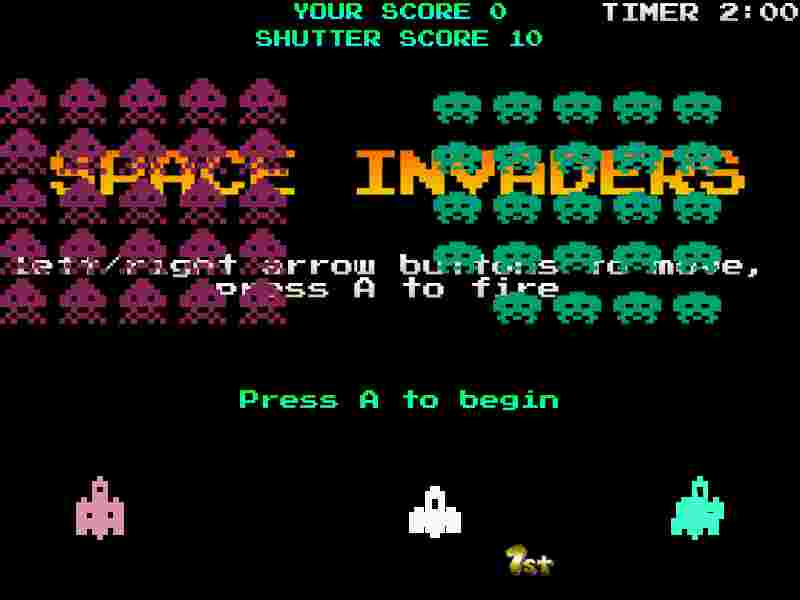 YOUR SCORE 0
TIMER 2:00
SHUTTER SCORE 10
SPACE INVADERS
Left/right arrow buttons to move,
press A to fire
Press A to begin
1st